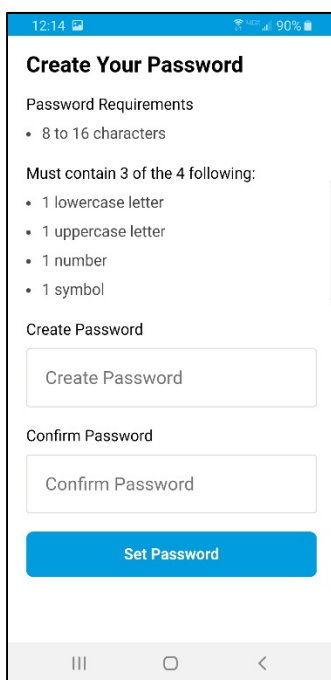 12:14 90%
Create Your Password
Password Requirements
• 8 to 16 characters
Must contain 3 of the 4 following:
• 1 lowercase letter
• 1 uppercase letter
• 1 number
• 1 symbol
Create Password
Create Password
Confirm Password
Confirm Password
Set Password